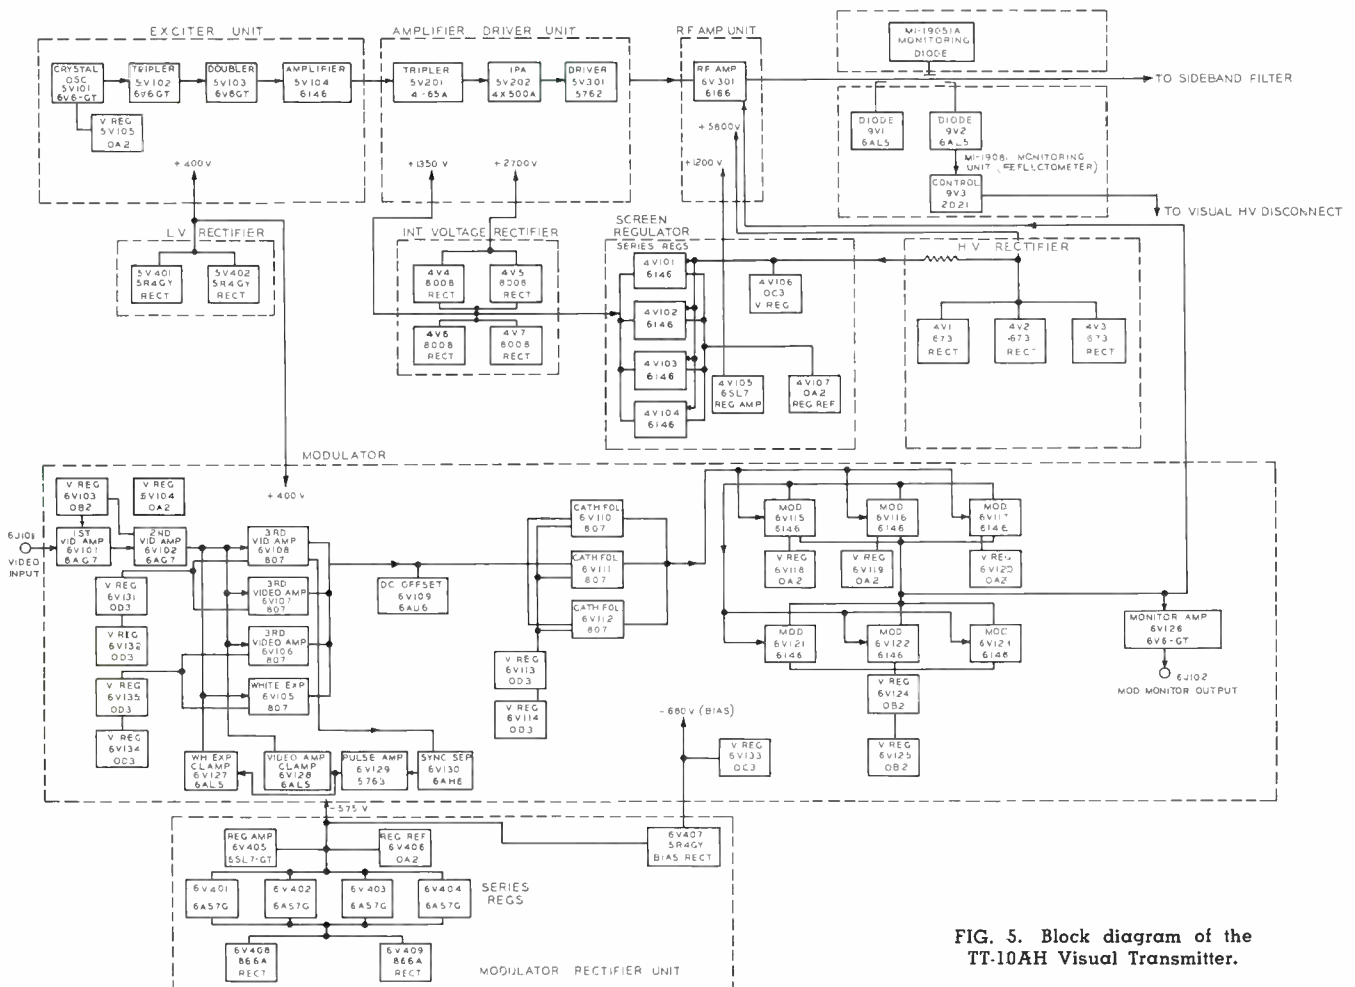 EXCITER UNIT
AMPLIFIER DRIVER UNIT
RF AMP UNIT
MI-19051A
MONITORING
DIODE
CRYSTAL
OSC
5V101
6V6-GT
TRIPLER
5V102
6V6GT
DOUBLER
5V103
6V6GT
AMPLIFIER
5V104
6146
TRIPLER
5V201
4-65A
IPA
5V202
4X500A
DRIVER
5V301
5762
RF AMP
6V301
6166
TO SIDEBAND FILTER
V REG
5V105
OA2
DIODE
9V1
6AL5
DIODE
9V2
6AL5
MONITORING
UNIT (REFLECTOMETER)
CONTROL
9V3
2D21
TO VISUAL HV DISCONNECT
+400V
+1350 V
+2700V
+5800V
+1200V
LV RECTIFIER
5V401
5R4GY
RECT
5V402
5R4GY
RECT
INT VOLTAGE RECTIFIER
4V4
8008
RECT
4V5
8008
RECT
4V6
8008
RECT
4V7
8008
RECT
SCREEN
REGULATOR
SERIES REGS
4V101
6146
4V102
6146
4V103
6146
4V104
6146
4V106
OC3
V REG
4V105
6SL7
REG AMP
4V107
OA2
REG REF
HV RECTIFIER
4V1
673
RECT
4V2
673
RECT
4V3
673
RECT
MODULATOR
+400V
V REG
6V103
OB2
V REG
6V104
OA2
VIDEO
INPUT
1ST
VID AMP
6V101
6AG7
2ND
VID AMP
6V102
6AG7
3RD
VID AMP
6V108
807
3RD
VIDEO AMP
6V107
807
3RD
VIDEO AMP
6V106
807
WHITE EXP
6V105
807
V REG
6V131
OD3
V REG
6V132
OD3
V REG
6V135
OD3
V REG
6V134
OD3
WH EXP
CLAMP
6V127
6AL5
VIDEO AMP
CLAMP
6V128
6AL5
PULSE AMP
6V129
5763
SYNC SEP
6V130
6AH6
DC OFFSET
6V109
6AU6
CATH FOL
6V110
807
CATH FOL
6V111
807
CATH FOL
6V112
807
V REG
6V113
OD3
V REG
6V114
OD3
MOD
6V115
6146
MOD
6V116
6146
MOD
6V117
6146
V REG
6V118
OA2
V REG
6V119
OA2
V REG
6V120
OA2
MOD
6V121
6146
MOD
6V122
6146
MOD
6146
V REG
6V124
OB2
V REG
6V125
OB2
MONITOR AMP
6V126
6V6-GT
6J102
MOD MONITOR OUTPUT
-680V (BIAS)
V REG
6V133
OC3
-575 V
REG AMP
6V405
6SL7-GT
REG REF
6V406
OA2
6V407
5R4GY
BIAS RECT
6V401
6AS7G
6V402
6AS7G
6V403
6AS7G
6V404
6AS7G
SERIES
REGS
6V408
866A
RECT
6V409
866A
RECT
MODULATOR RECTIFIER UNIT
FIG. 5. Block diagram of the
TT-10AH Visual Transmitter.